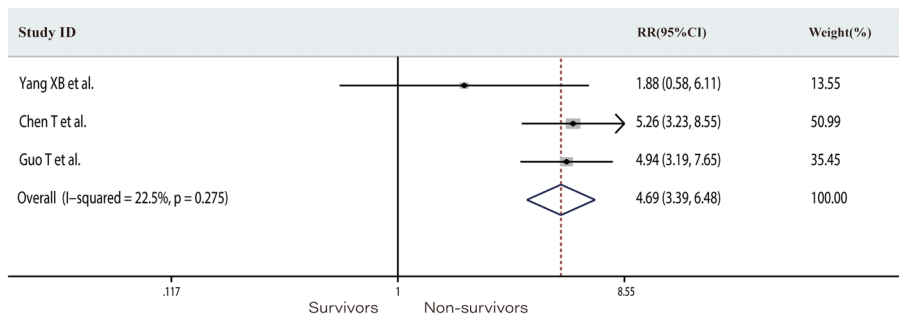 Study ID RR(95%CI) Weight(%)
Yang XB et al. 1.88 (0.58, 6.11) 13.55
Chen T et al. 5.26 (3.23, 8.55) 50.99
Guo T et al. 4.94 (3.19, 7.65) 35.45
Overall (I−squared = 22.5%, p = 0.275) 4.69 (3.39, 6.48) 100.00
.117 1 8.55
Survivors Non-survivors